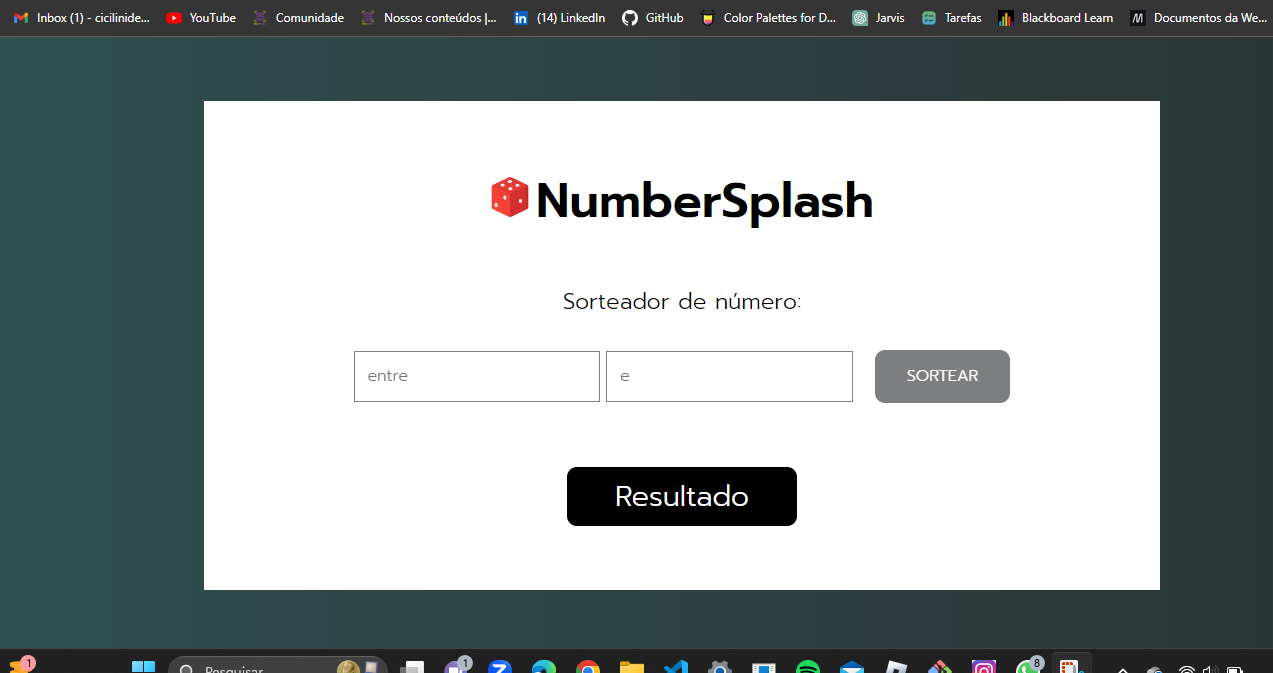 Inbox (1) - cicilinide... YouTube Comunidade Nossos conteúdos |... (14) LinkedIn GitHub Color Palettes for D... Jarvis Tarefas Blackboard Learn Documentos da We...
NumberSplash
Sorteador de número:
entre e SORTEAR
Resultado
1 Pesquisar 1 8